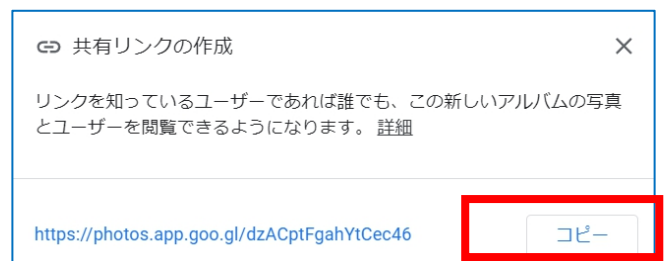 共有リンクの作成
リンクを知っているユーザーであれば誰でも、この新しいアルバムの写真
とユーザーを閲覧できるようになります。 詳細
https://photos.app.goo.gl/dzACptFgahYtCec46
コピー